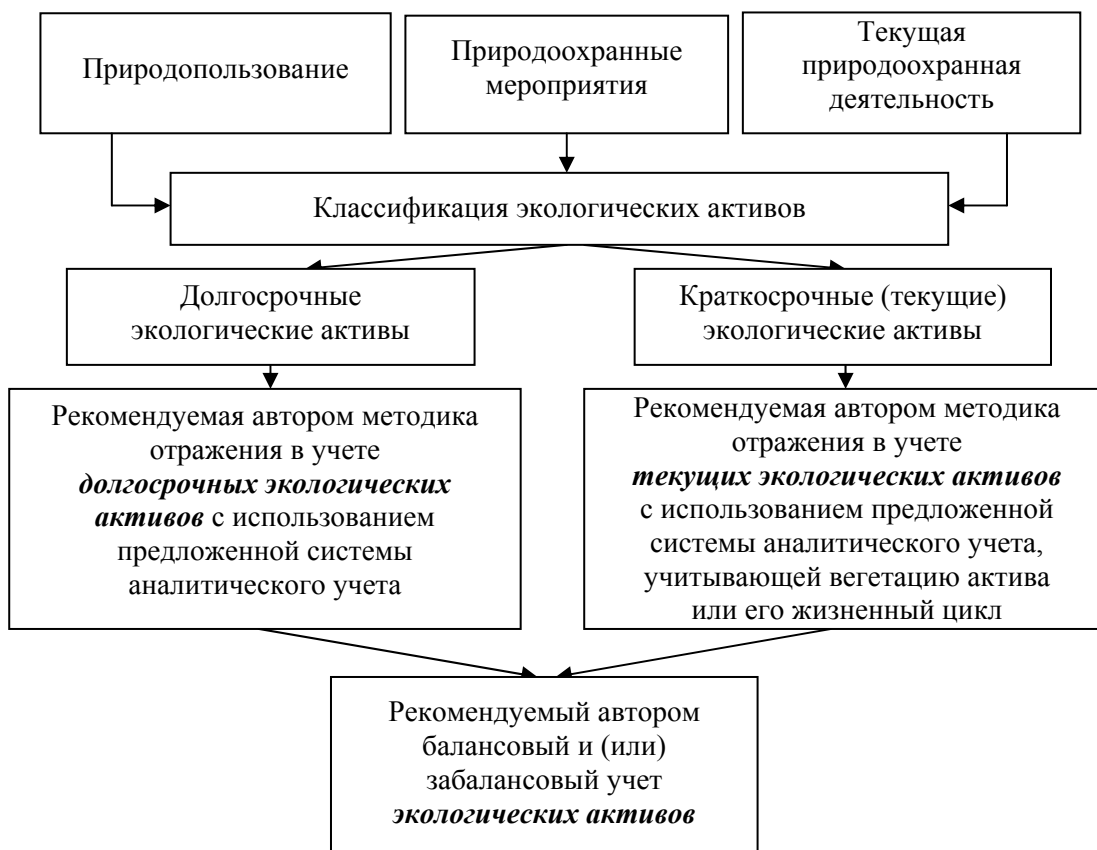 Природопользование
Природоохранные
мероприятия
Текущая
природоохранная
деятельность
Классификация экологических активов
Долгосрочные
экологические активы
Краткосрочные (текущие)
экологические активы
Рекомендуемая автором методика
отражения в учете
долгосрочных экологических
активов с использованием
предложенной системы
аналитического учета
Рекомендуемая автором методика
отражения в учете
текущих экологических активов
с использованием предложенной
системы аналитического учета,
учитывающей вегетацию актива
или его жизненный цикл
Рекомендуемый автором
балансовый и (или)
забалансовый учет
экологических активов